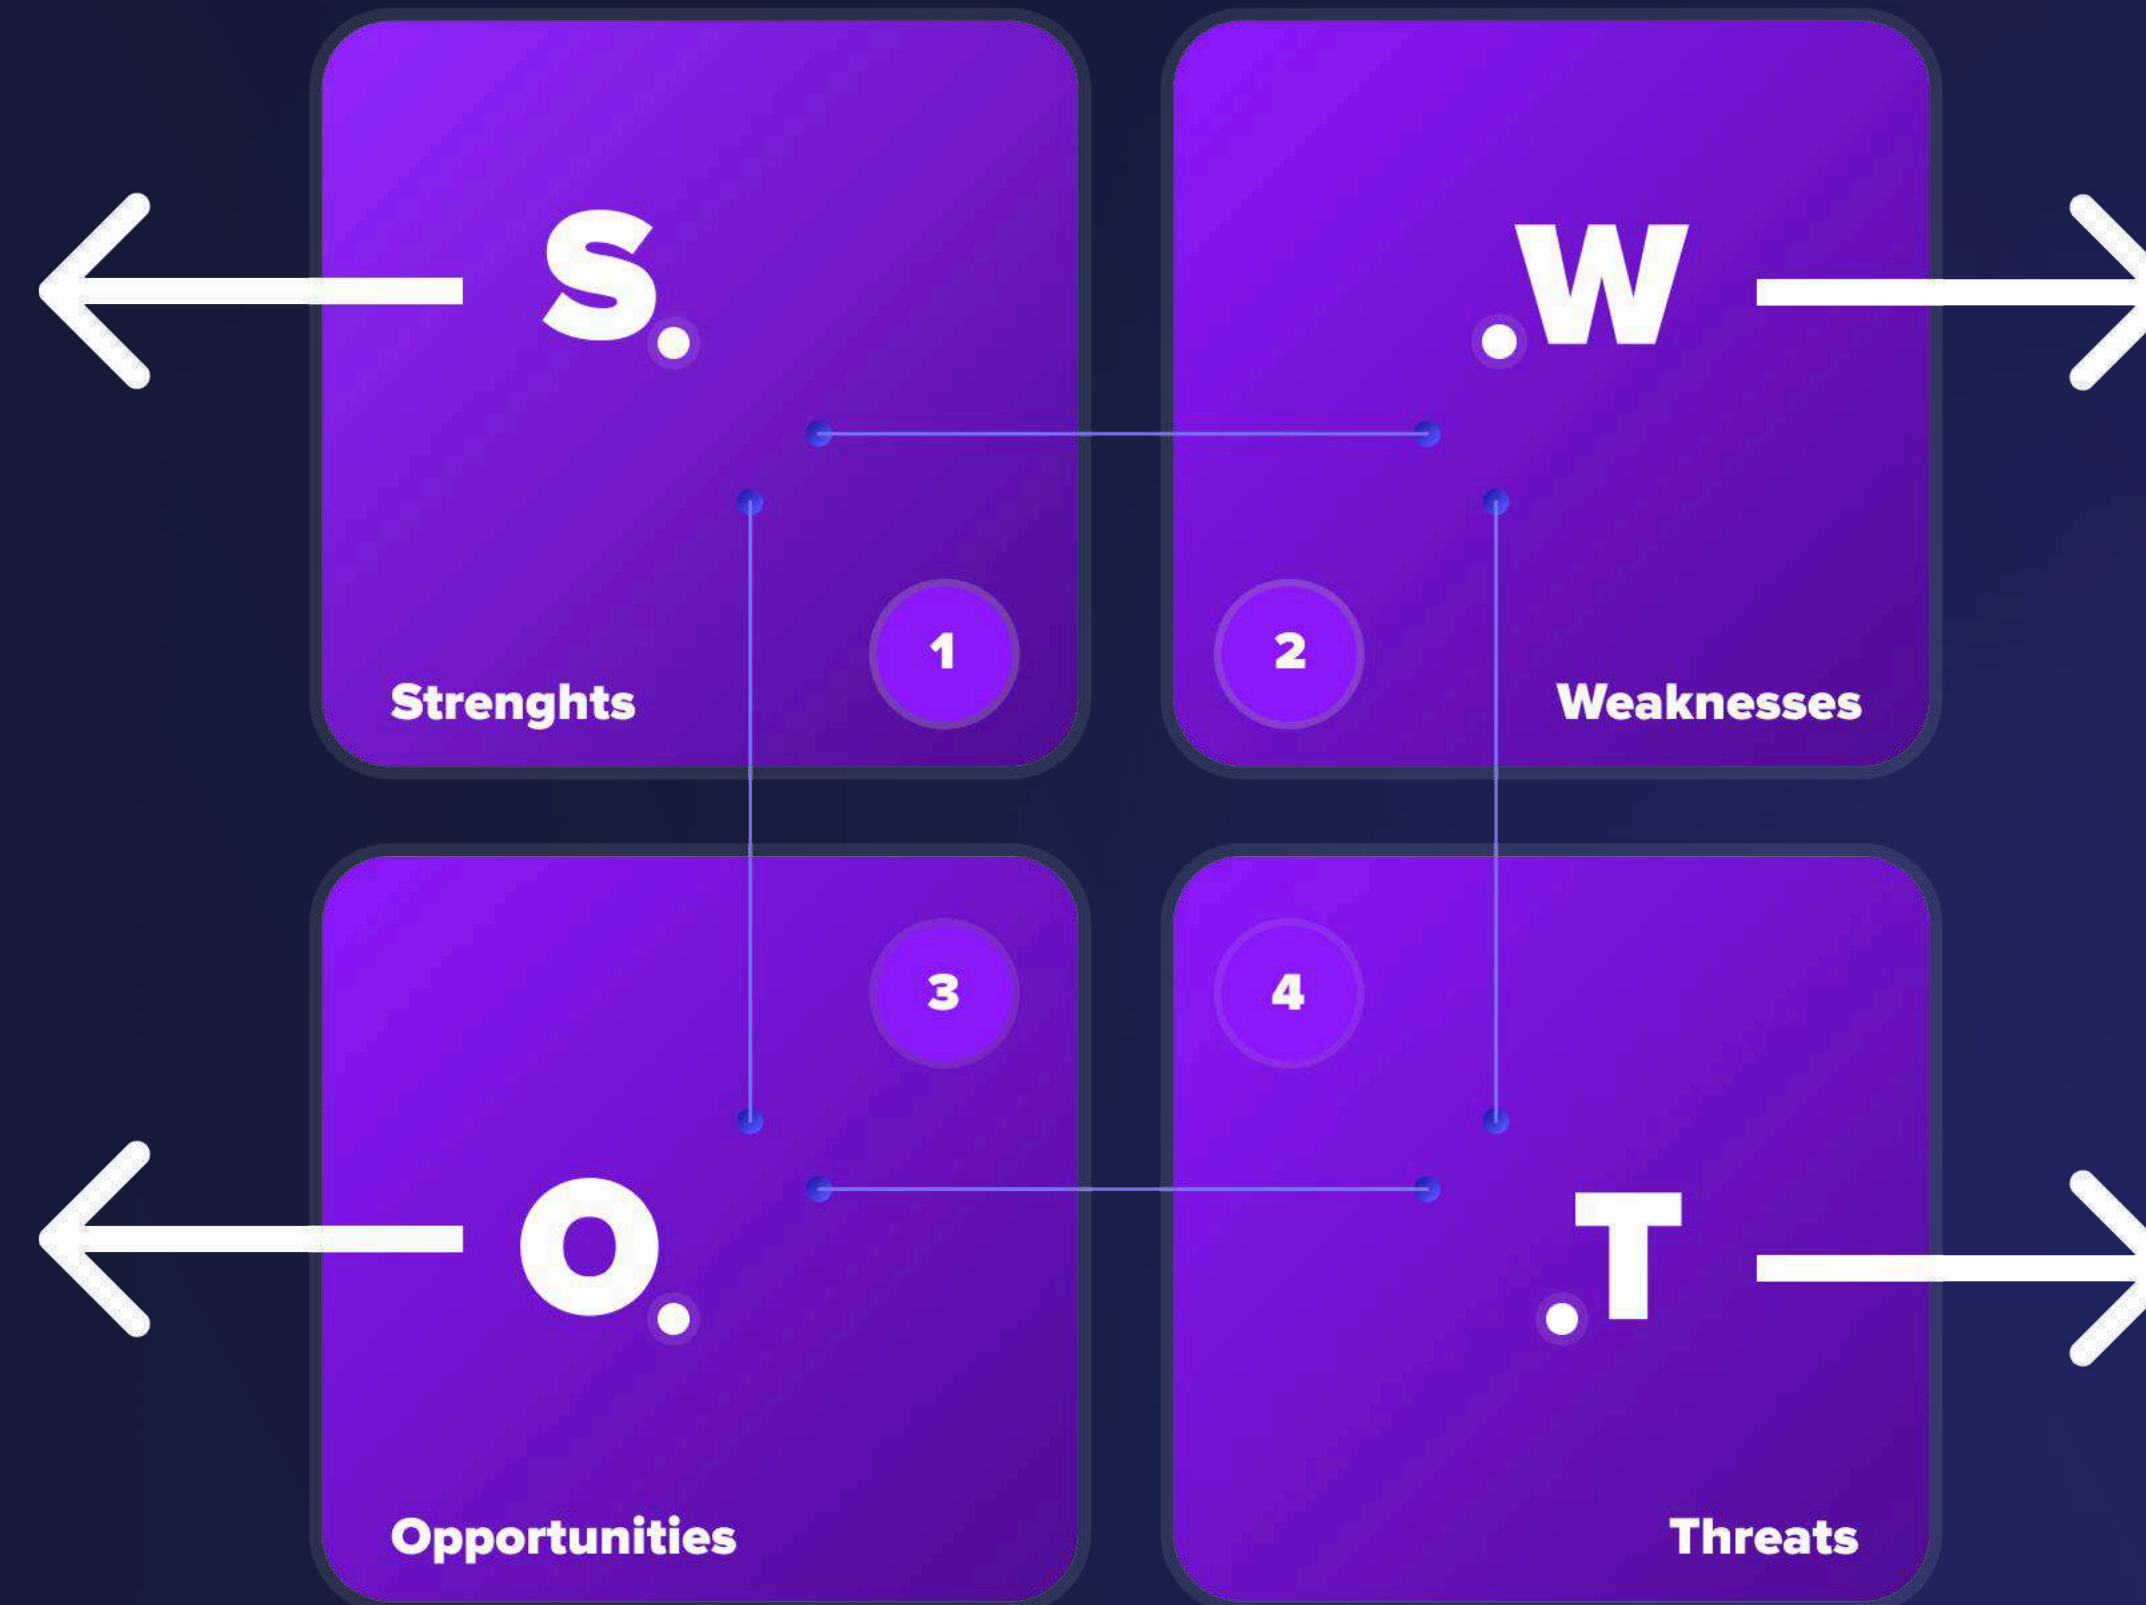 S.
.W
1
2
Strenghts
Weaknesses
3
4
O.
.T
Opportunities
Threats